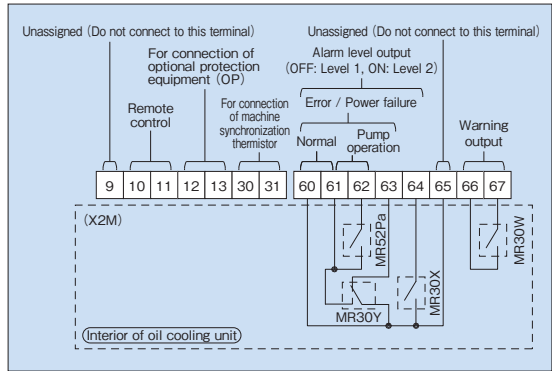 Unassigned (Do not connect to this terminal)
Unassigned (Do not connect to this terminal)
For connection of
optional protection
equipment (OP)
Alarm level output
(OFF: Level 1, ON: Level 2)
Remote
control
For connection
of machine
synchronization
thermistor
Error / Power failure
Normal
Pump
operation
Warning
output
9 10 11 12 13 30 31 60 61 62 63 64 65 66 67
(X2M)
MR52Pa
MR30Y
MR30X
MR30W
Interior of oil cooling unit